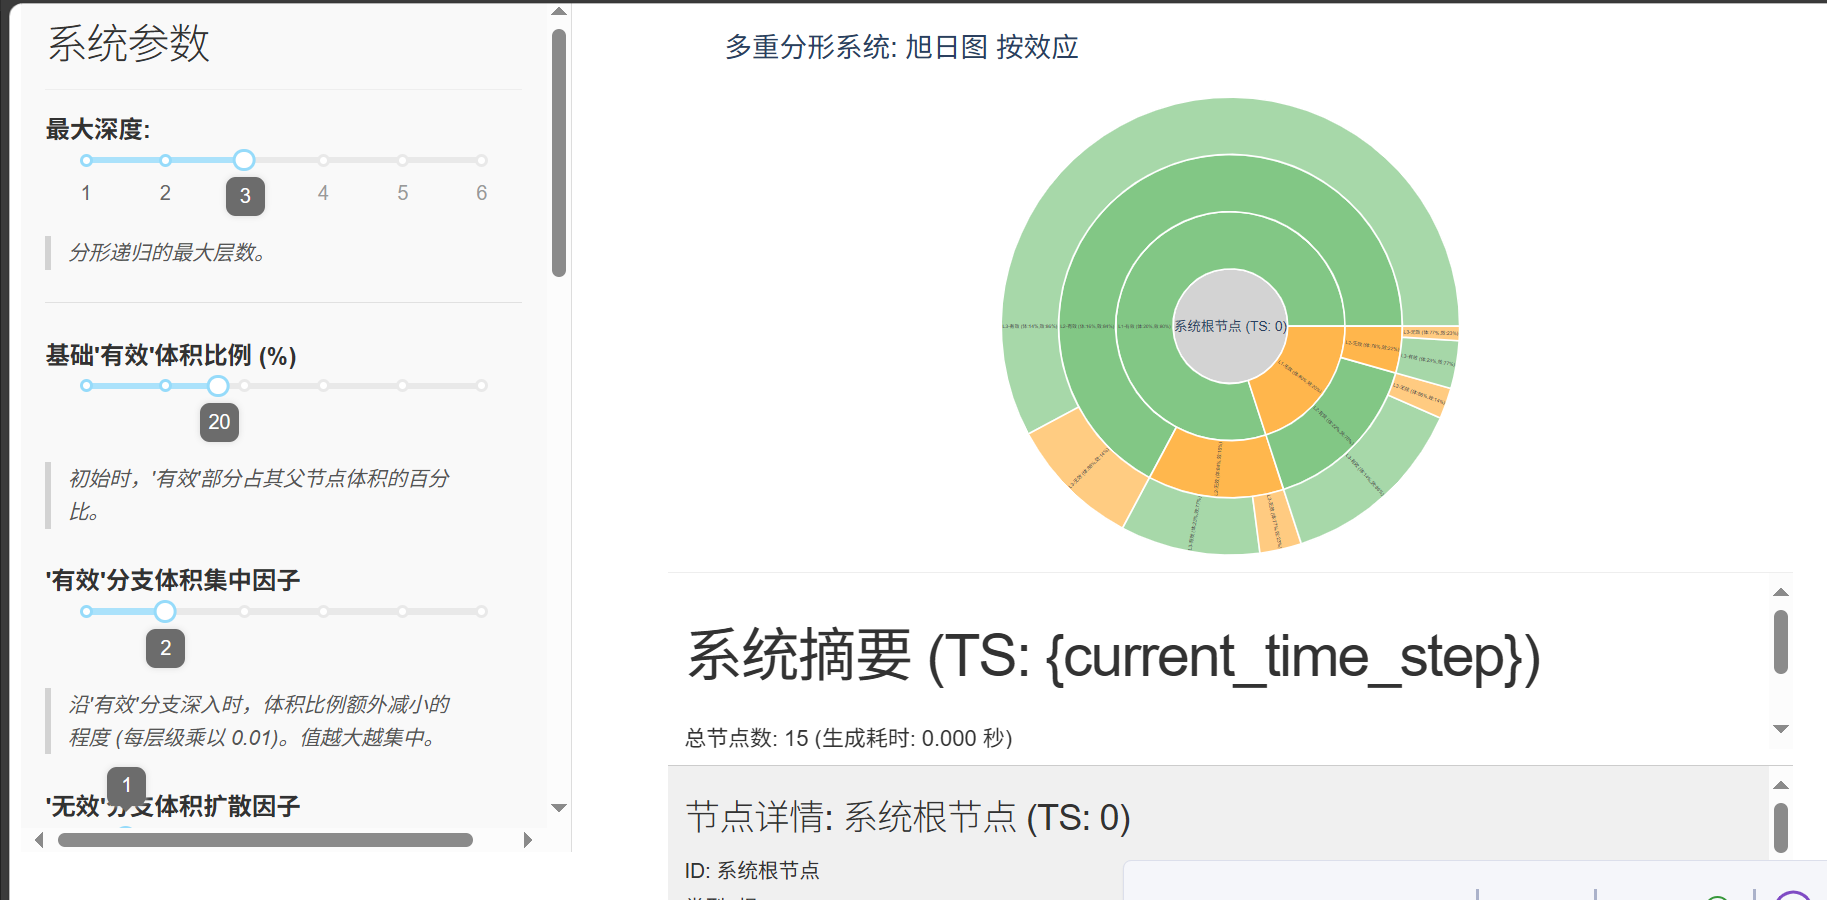 系统参数
最大深度:
1 2 3 4 5 6
分形递归的最大层数。
基础'有效'体积比例 (%)
20
初始时，'有效'部分占其父节点体积的百分
比。
'有效'分支体积集中因子
2
沿'有效'分支深入时，体积比例额外减小的
程度 (每层级乘以 0.01)。值越大越集中。
1
'无效'分支体积扩散因子
多重分形系统: 旭日图 按效应
系统根节点 (TS: 0)
系统摘要 (TS: {current_time_step})
总节点数: 15 (生成耗时: 0.000 秒)
节点详情: 系统根节点 (TS: 0)
ID: 系统根节点